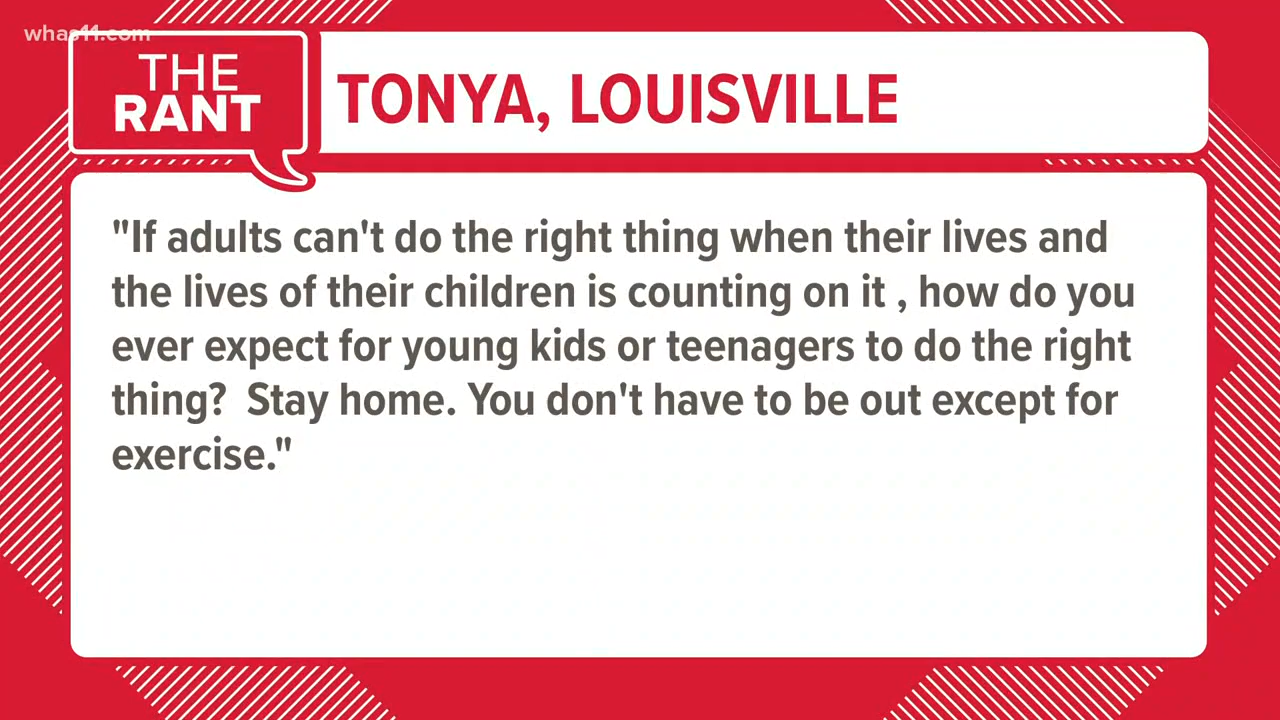 whas11.com
THE
RANT
TONYA, LOUISVILLE
"If adults can't do the right thing when their lives and
the lives of their children is counting on it , how do you
ever expect for young kids or teenagers to do the right
thing?  Stay home. You don't have to be out except for
exercise."